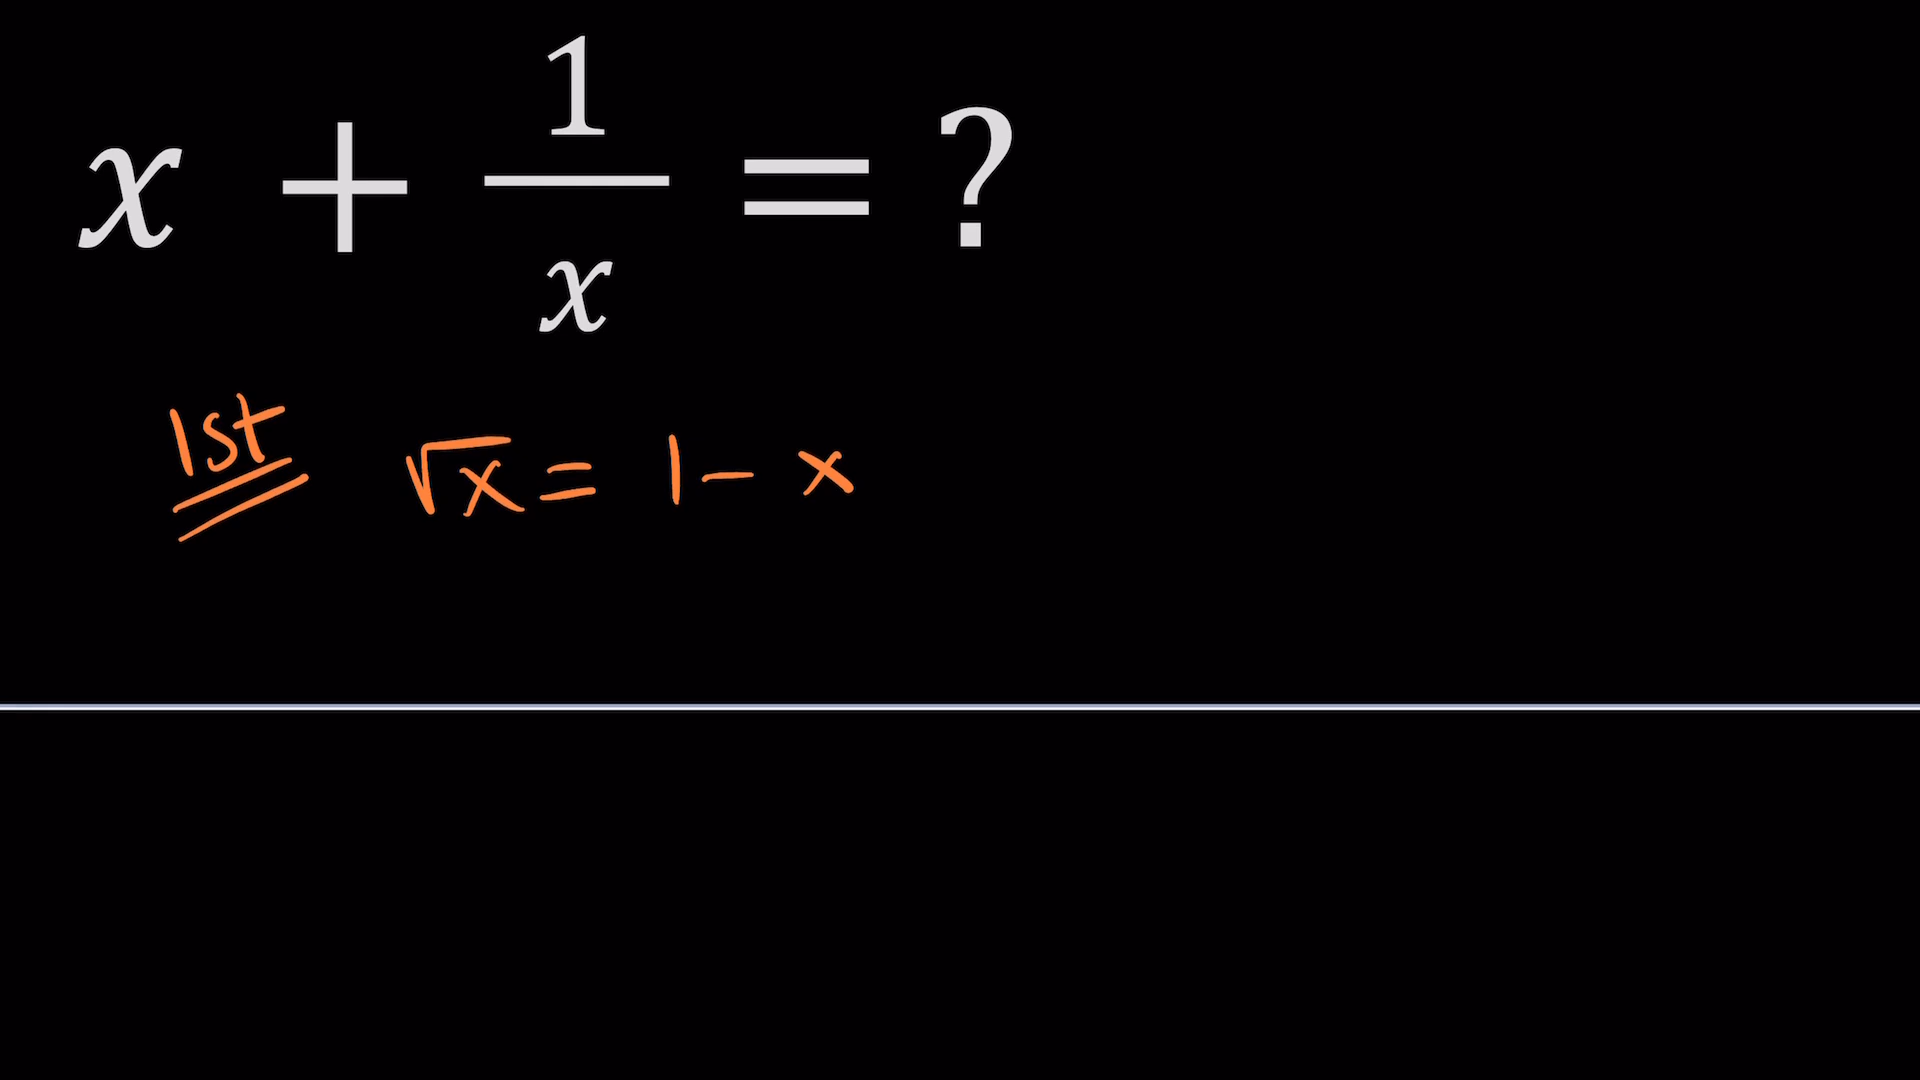 x + 1/x = ?
1st √x = 1 - x